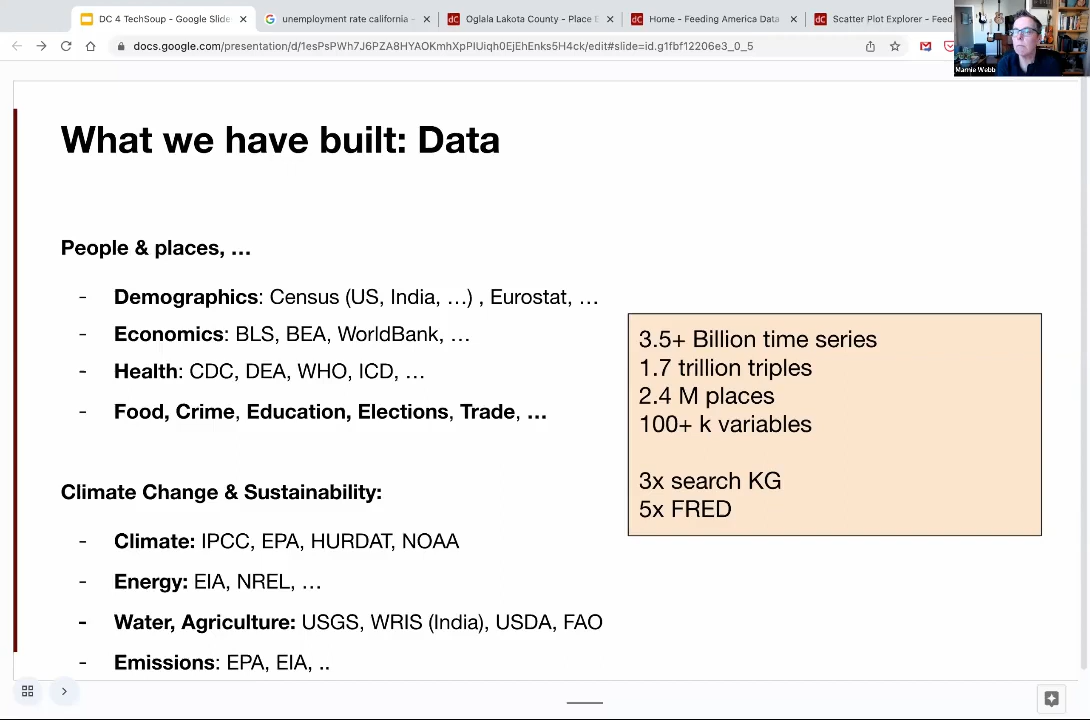 DC 4 TechSoup - Google Slide
unemployment rate california -
Oglala Lakota County - Place E
Home - Feeding America Data
Scatter Plot Explorer - Feed
docs.google.com/presentation/d/1esPsPWh7J6PZA8HYAOKmhXpPIUiqh0EjEhEnks5H4ck/edit#slide=id.g1fbf12206e3_0_5
Marnie Webb
What we have built: Data
People & places, …
- Demographics: Census (US, India, …) , Eurostat, …
- Economics: BLS, BEA, WorldBank, …
- Health: CDC, DEA, WHO, ICD, …
- Food, Crime, Education, Elections, Trade, …
Climate Change & Sustainability:
- Climate: IPCC, EPA, HURDAT, NOAA
- Energy: EIA, NREL, …
- Water, Agriculture: USGS, WRIS (India), USDA, FAO
- Emissions: EPA, EIA, ..
3.5+ Billion time series
1.7 trillion triples
2.4 M places
100+ k variables
3x search KG
5x FRED